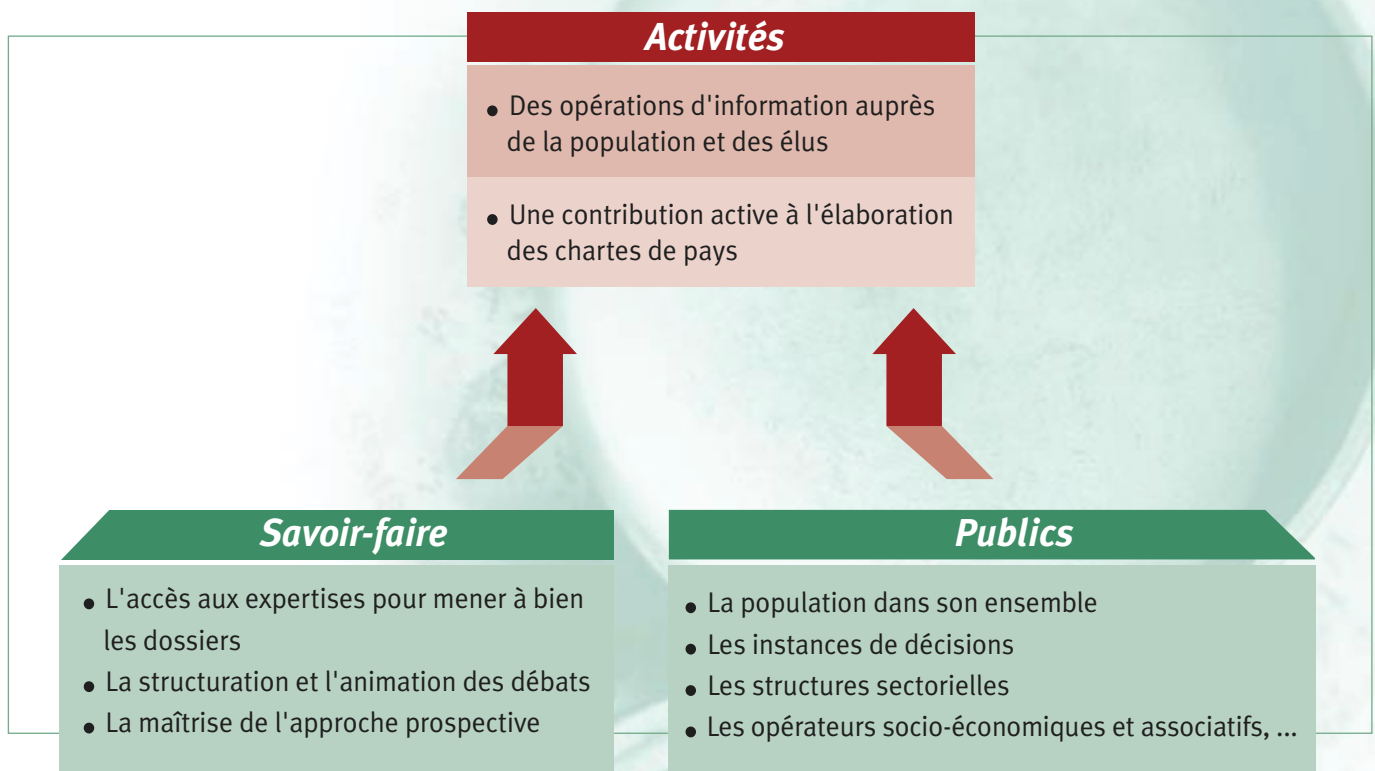 Activités
• Des opérations d'information auprès
de la population et des élus
• Une contribution active à l'élaboration
des chartes de pays
Savoir-faire
• L'accès aux expertises pour mener à bien
les dossiers
• La structuration et l'animation des débats
• La maîtrise de l'approche prospective
Publics
• La population dans son ensemble
• Les instances de décisions
• Les structures sectorielles
• Les opérateurs socio-économiques et associatifs, ...